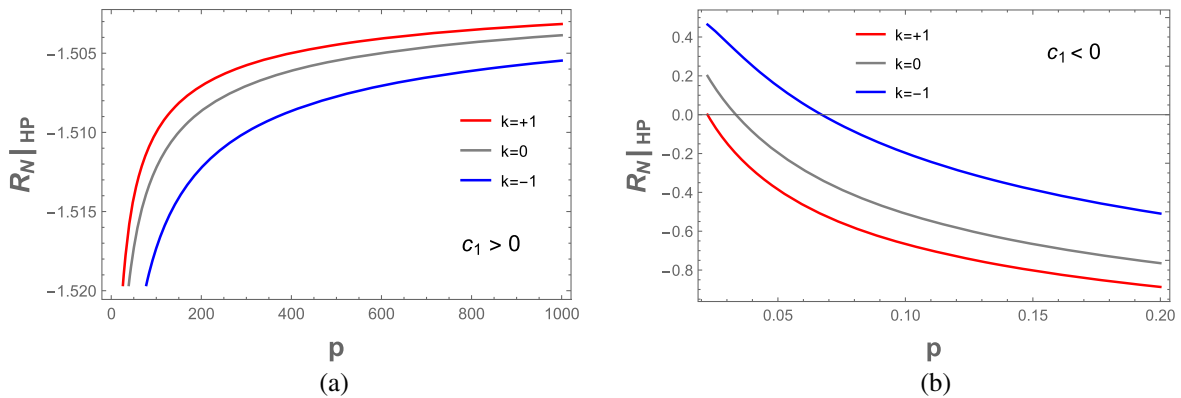 −1.505
−1.510
−1.515
−1.520
R_N|_HP
k=+1
k=0
k=−1
c₁ > 0
0
200
400
600
800
1000
p
(a)
0.4
0.2
0.0
−0.2
−0.4
−0.6
−0.8
R_N|_HP
k=+1
k=0
k=−1
c₁ < 0
0.05
0.10
0.15
0.20
p
(b)